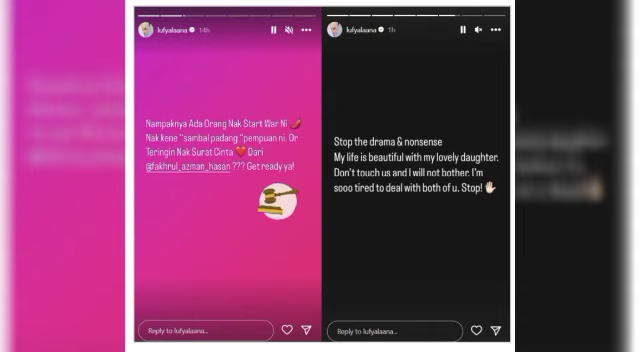 lufyalaana 14h
Nampaknya Ada Orang Nak Start War Ni 🌶️
Nak kene "sambal padang "pempuan ni. Or
Teringin Nak Surat Cinta ❤️ Dari
@fakhrul_azman_hasan ??? Get ready ya!
Reply to lufyalaana...
lufyalaana 1h
Stop the drama & nonsense
My life is beautiful with my lovely daughter.
Don't touch us and I will not bother. I'm
sooo tired to deal with both of u. Stop! 🖐🏻
Reply to lufyalaana...